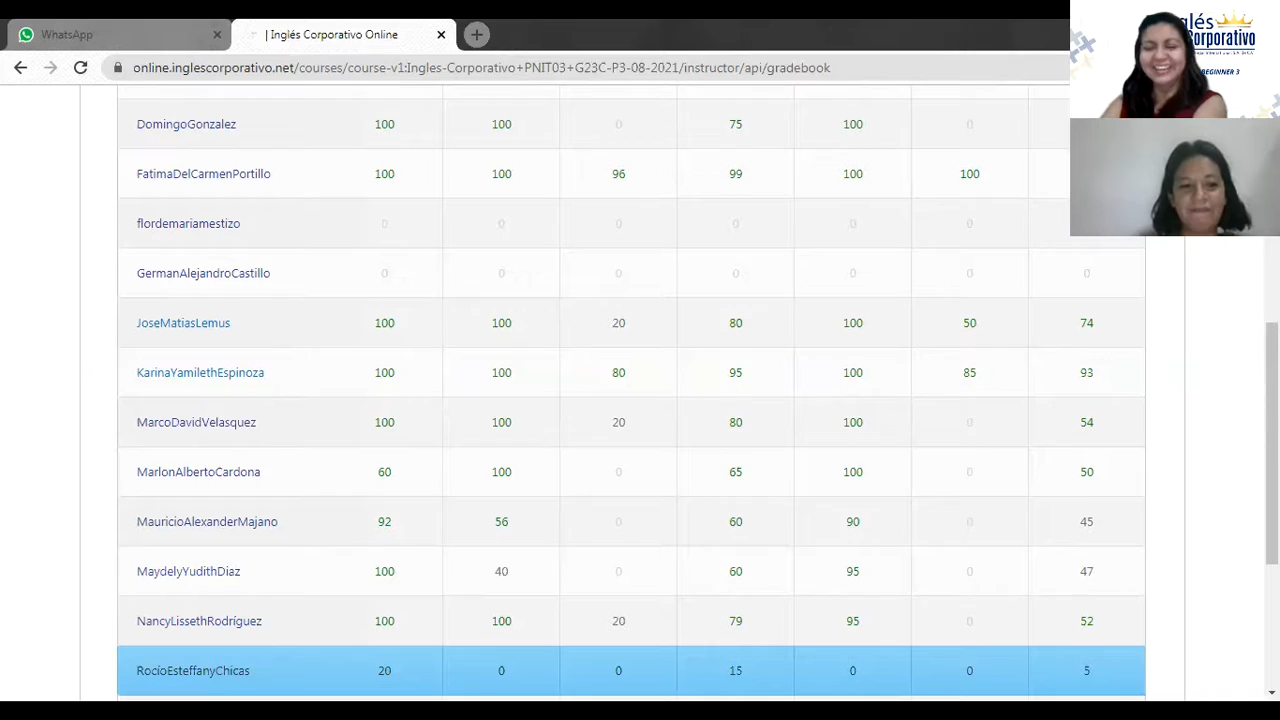 WhatsApp
| Inglés Corporativo Online
online.inglescorporativo.net/courses/course-v1:Ingles-Corporativo+PNIT03+G23C-P3-08-2021/instructor/api/gradebook
glés
Corporativo
BEGINNER 3
DomingoGonzalez 100 100 0 75 100 0
FatimaDelCarmenPortillo 100 100 96 99 100 100
flordemariamestizo 0 0 0 0 0 0
GermanAlejandroCastillo 0 0 0 0 0 0 0
JoseMatiasLemus 100 100 20 80 100 50 74
KarinaYamilethEspinoza 100 100 80 95 100 85 93
MarcoDavidVelasquez 100 100 20 80 100 0 54
MarlonAlbertoCardona 60 100 0 65 100 0 50
MauricioAlexanderMajano 92 56 0 60 90 0 45
MaydelyYudithDiaz 100 40 0 60 95 0 47
NancyLissethRodríguez 100 100 20 79 95 0 52
RocíoEsteffanyChicas 20 0 0 15 0 0 5